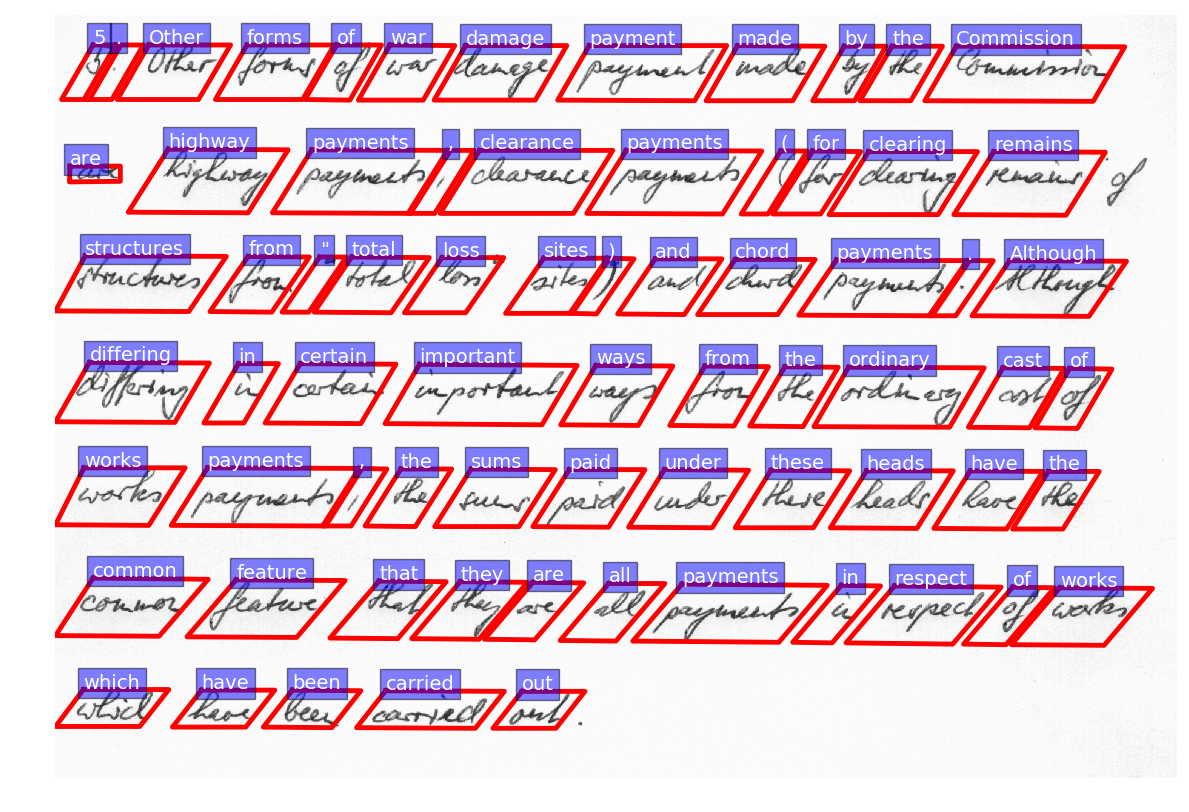 5. Other forms of war damage payment made by the Commission
are highway payments, clearance payments (for clearing remains of
structures from "total loss" sites) and chord payments. Although
differing in certain important ways from the ordinary cost of
works payments, the sums paid under these heads have the
common feature that they are all payments in respect of works
which have been carried out.